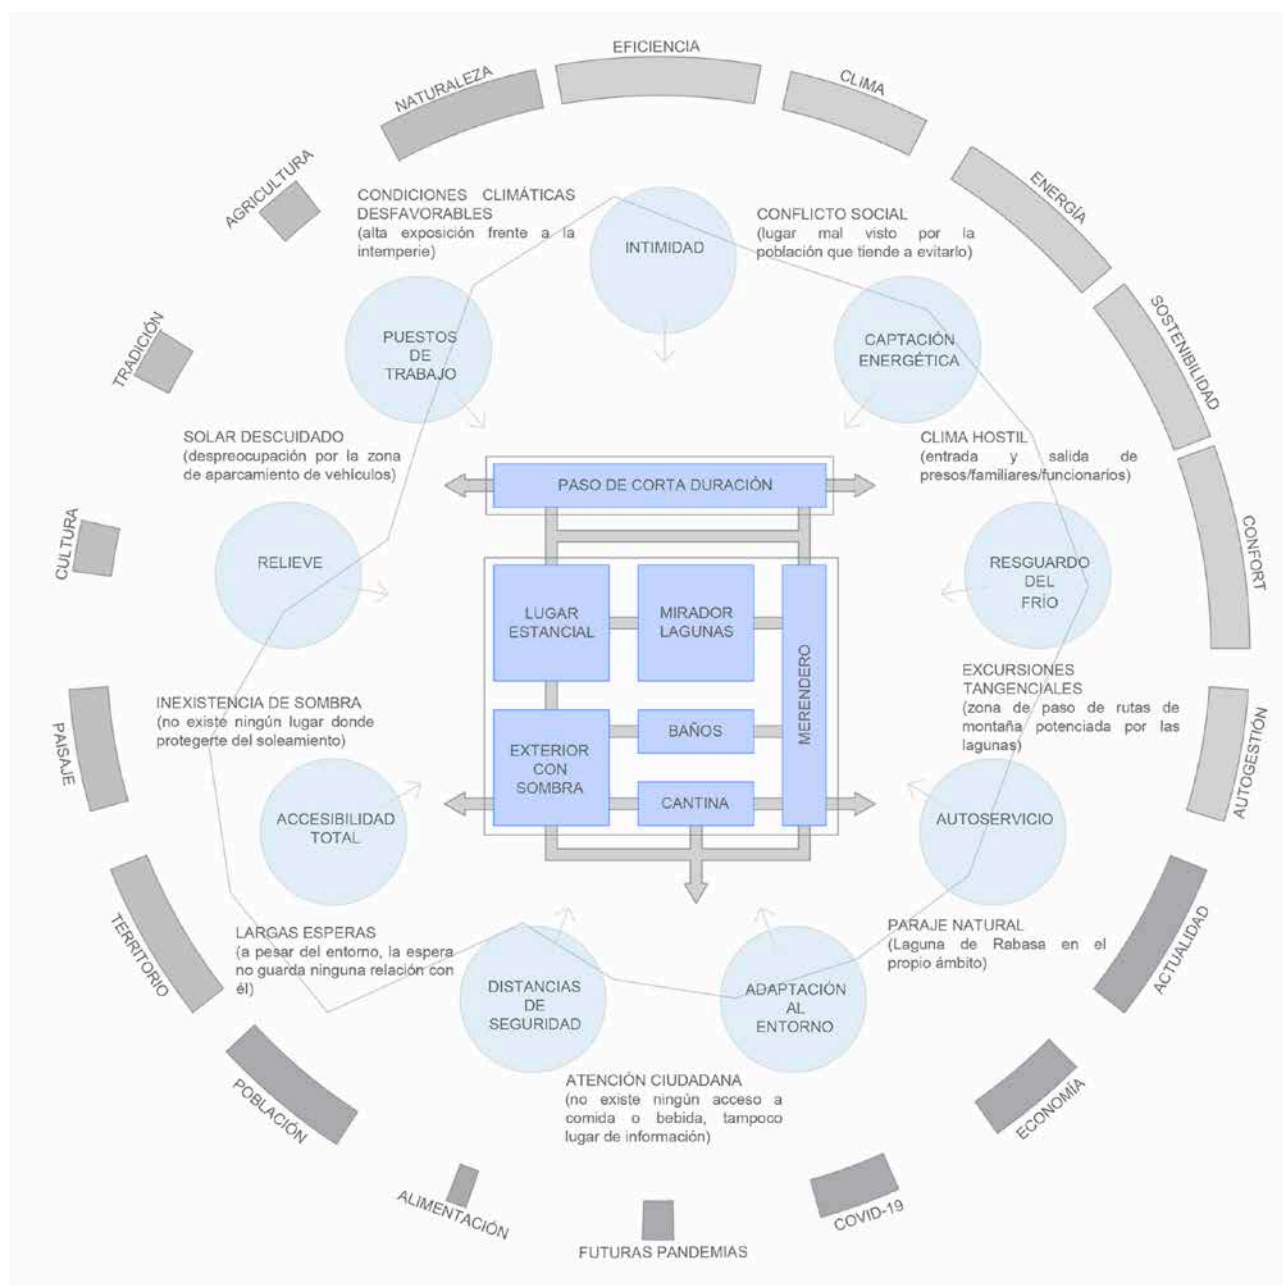 EFICIENCIA
CLIMA
NATURALEZA
ENERGÍA
AGRICULTURA
SOSTENIBILIDAD
TRADICIÓN
CONFORT
CULTURA
PAISAJE
AUTOGESTIÓN
TERRITORIO
ACTUALIDAD
POBLACIÓN
ECONOMÍA
ALIMENTACIÓN
COVID-19
FUTURAS PANDEMIAS
CONDICIONES CLIMÁTICAS
DESFAVORABLES
(alta exposición frente a la
intemperie)
INTIMIDAD
CONFLICTO SOCIAL
(lugar mal visto por la
población que tiende a evitarlo)
PUESTOS
DE
TRABAJO
CAPTACIÓN
ENERGÉTICA
SOLAR DESCUIDADO
(despreocupación por la zona
de aparcamiento de vehículos)
CLIMA HOSTIL
(entrada y salida de
presos/familiares/funcionarios)
PASO DE CORTA DURACIÓN
RELIEVE
RESGUARDO
DEL
FRÍO
LUGAR
ESTANCIAL
MIRADOR
LAGUNAS
MERENDERO
INEXISTENCIA DE SOMBRA
(no existe ningún lugar donde
protegerte del soleamiento)
EXCURSIONES
TANGENCIALES
(zona de paso de rutas de
montaña potenciada por las
lagunas)
EXTERIOR
CON
SOMBRA
BAÑOS
CANTINA
ACCESIBILIDAD
TOTAL
AUTOSERVICIO
LARGAS ESPERAS
(a pesar del entorno, la espera
no guarda ninguna relación con
él)
PARAJE NATURAL
(Laguna de Rabasa en el
propio ámbito)
DISTANCIAS
DE
SEGURIDAD
ADAPTACIÓN
AL
ENTORNO
ATENCIÓN CIUDADANA
(no existe ningún acceso a
comida o bebida, tampoco
lugar de información)